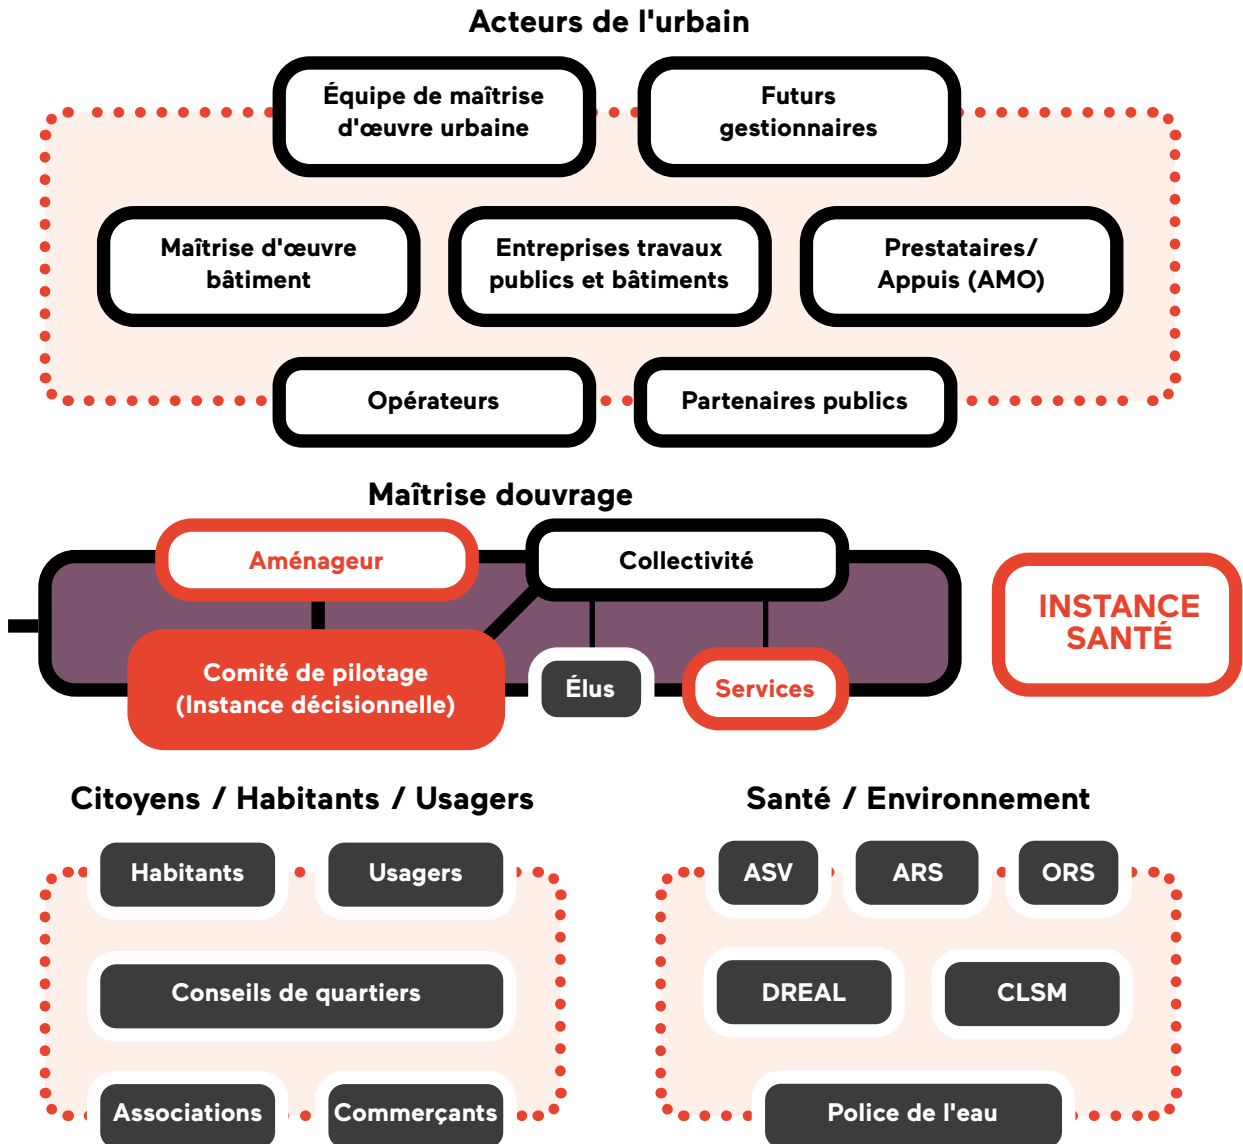 Acteurs de l'urbain
Équipe de maîtrise
d'œuvre urbaine
Futurs
gestionnaires
Maîtrise d'œuvre
bâtiment
Entreprises travaux
publics et bâtiments
Prestataires/
Appuis (AMO)
Opérateurs
Partenaires publics
Maîtrise douvrage
Aménageur
Collectivité
INSTANCE
SANTÉ
Comité de pilotage
(Instance décisionnelle)
Élus
Services
Citoyens / Habitants / Usagers
Habitants
Usagers
Conseils de quartiers
Associations
Commerçants
Santé / Environnement
ASV
ARS
ORS
DREAL
CLSM
Police de l'eau